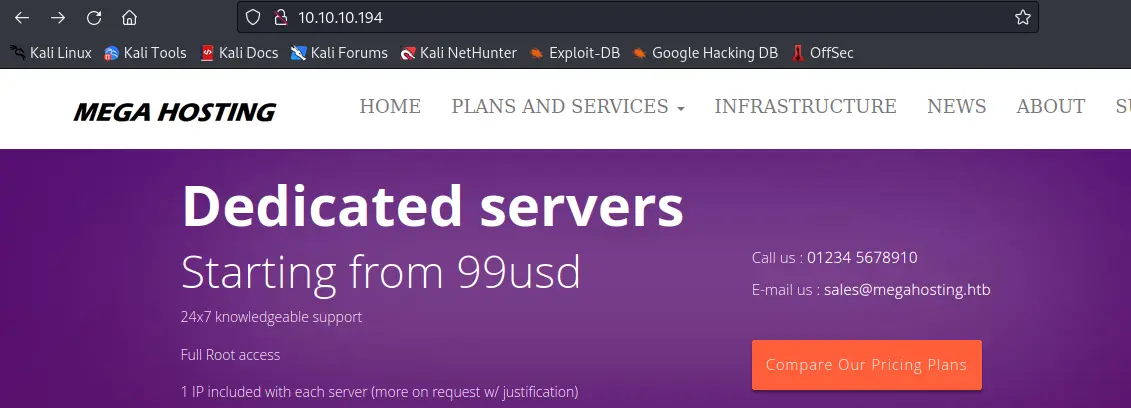 10.10.10.194
Kali Linux Kali Tools Kali Docs Kali Forums Kali NetHunter Exploit-DB Google Hacking DB OffSec
MEGA HOSTING HOME PLANS AND SERVICES INFRASTRUCTURE NEWS ABOUT
Dedicated servers
Starting from 99usd
24x7 knowledgeable support
Full Root access
1 IP included with each server (more on request w/ justification)
Call us : 01234 5678910
E-mail us : sales@megahosting.htb
Compare Our Pricing Plans